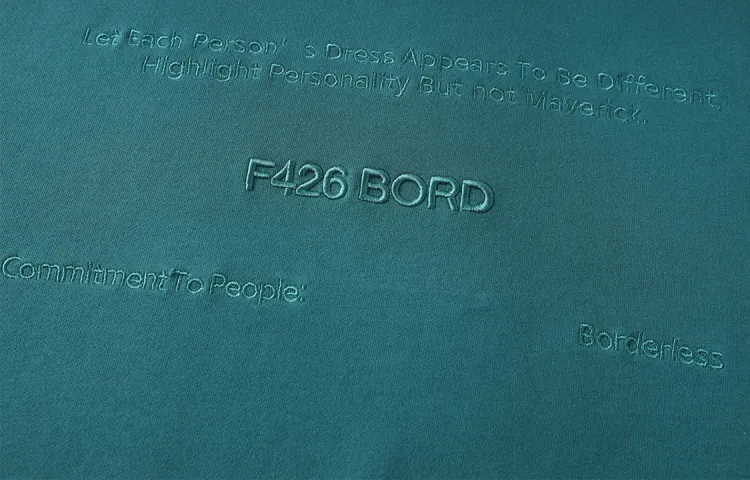 Let Each Person' s Dress Appears To Be Different,
Highlight Personality But not Maverick.
F426 BORD
Commitment To People:
Borderless